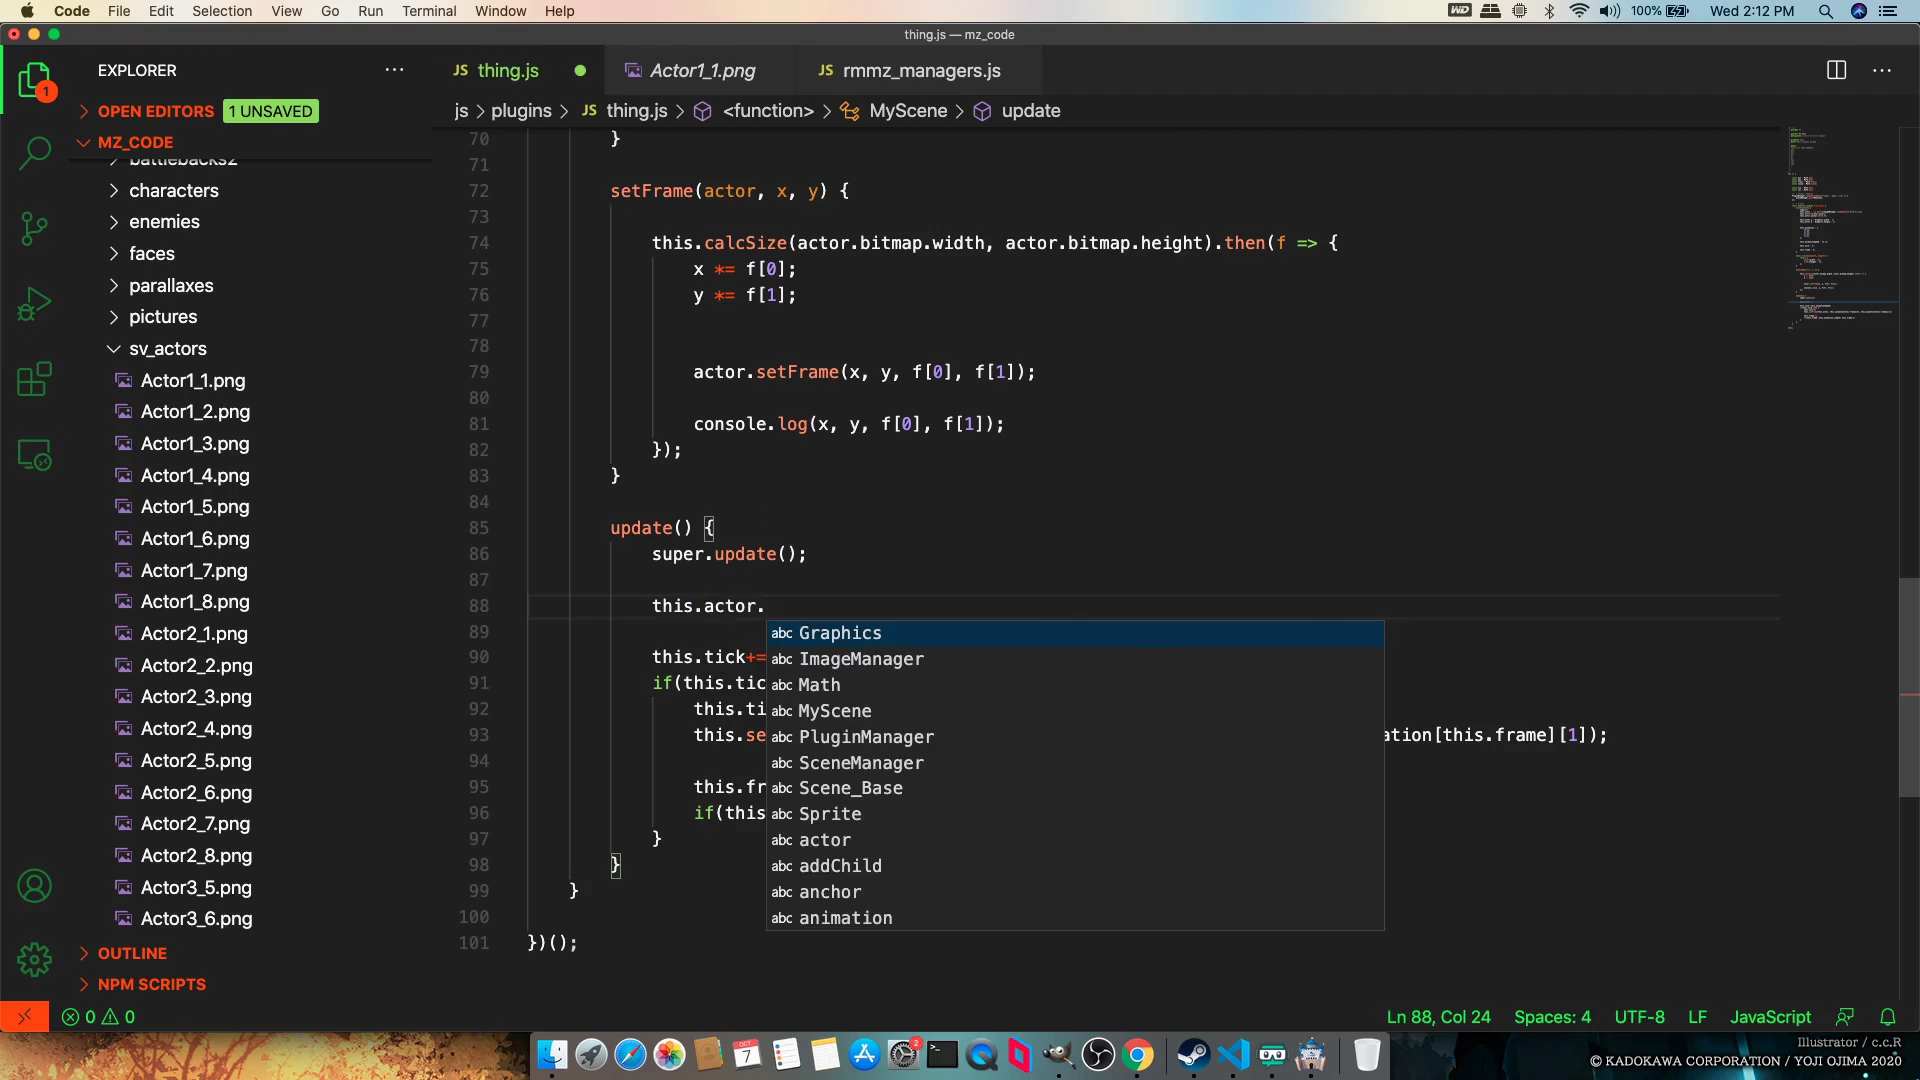 Code File Edit Selection View Go Run Terminal Window Help
100% Wed 2:12 PM
thing.js — mz_code
EXPLORER
1
JS thing.js
Actor1_1.png
JS rmmz_managers.js
OPEN EDITORS 1 UNSAVED
js > plugins > JS thing.js > <function> > MyScene > update
MZ_CODE
battlebacks2
characters
enemies
faces
parallaxes
pictures
sv_actors
Actor1_1.png
Actor1_2.png
Actor1_3.png
Actor1_4.png
Actor1_5.png
Actor1_6.png
Actor1_7.png
Actor1_8.png
Actor2_1.png
Actor2_2.png
Actor2_3.png
Actor2_4.png
Actor2_5.png
Actor2_6.png
Actor2_7.png
Actor2_8.png
Actor3_5.png
Actor3_6.png
OUTLINE
NPM SCRIPTS
70 }
71
72 setFrame(actor, x, y) {
73
74 this.calcSize(actor.bitmap.width, actor.bitmap.height).then(f => {
75 x *= f[0];
76 y *= f[1];
77
78
79 actor.setFrame(x, y, f[0], f[1]);
80
81 console.log(x, y, f[0], f[1]);
82 });
83 }
84
85 update() {
86 super.update();
87
88 this.actor.
89
90 this.tick+=
91 if(this.tic
92 this.ti
93 this.se ation[this.frame][1]);
94
95 this.fr
96 if(this
97 }
98 }
99 }
100
101 })();
abc Graphics
abc ImageManager
abc Math
abc MyScene
abc PluginManager
abc SceneManager
abc Scene_Base
abc Sprite
abc actor
abc addChild
abc anchor
abc animation
0 0
Ln 88, Col 24 Spaces: 4 UTF-8 LF JavaScript
OCT
7
2
Illustrator / c.c.R
© KADOKAWA CORPORATION / YOJI OJIMA 2020